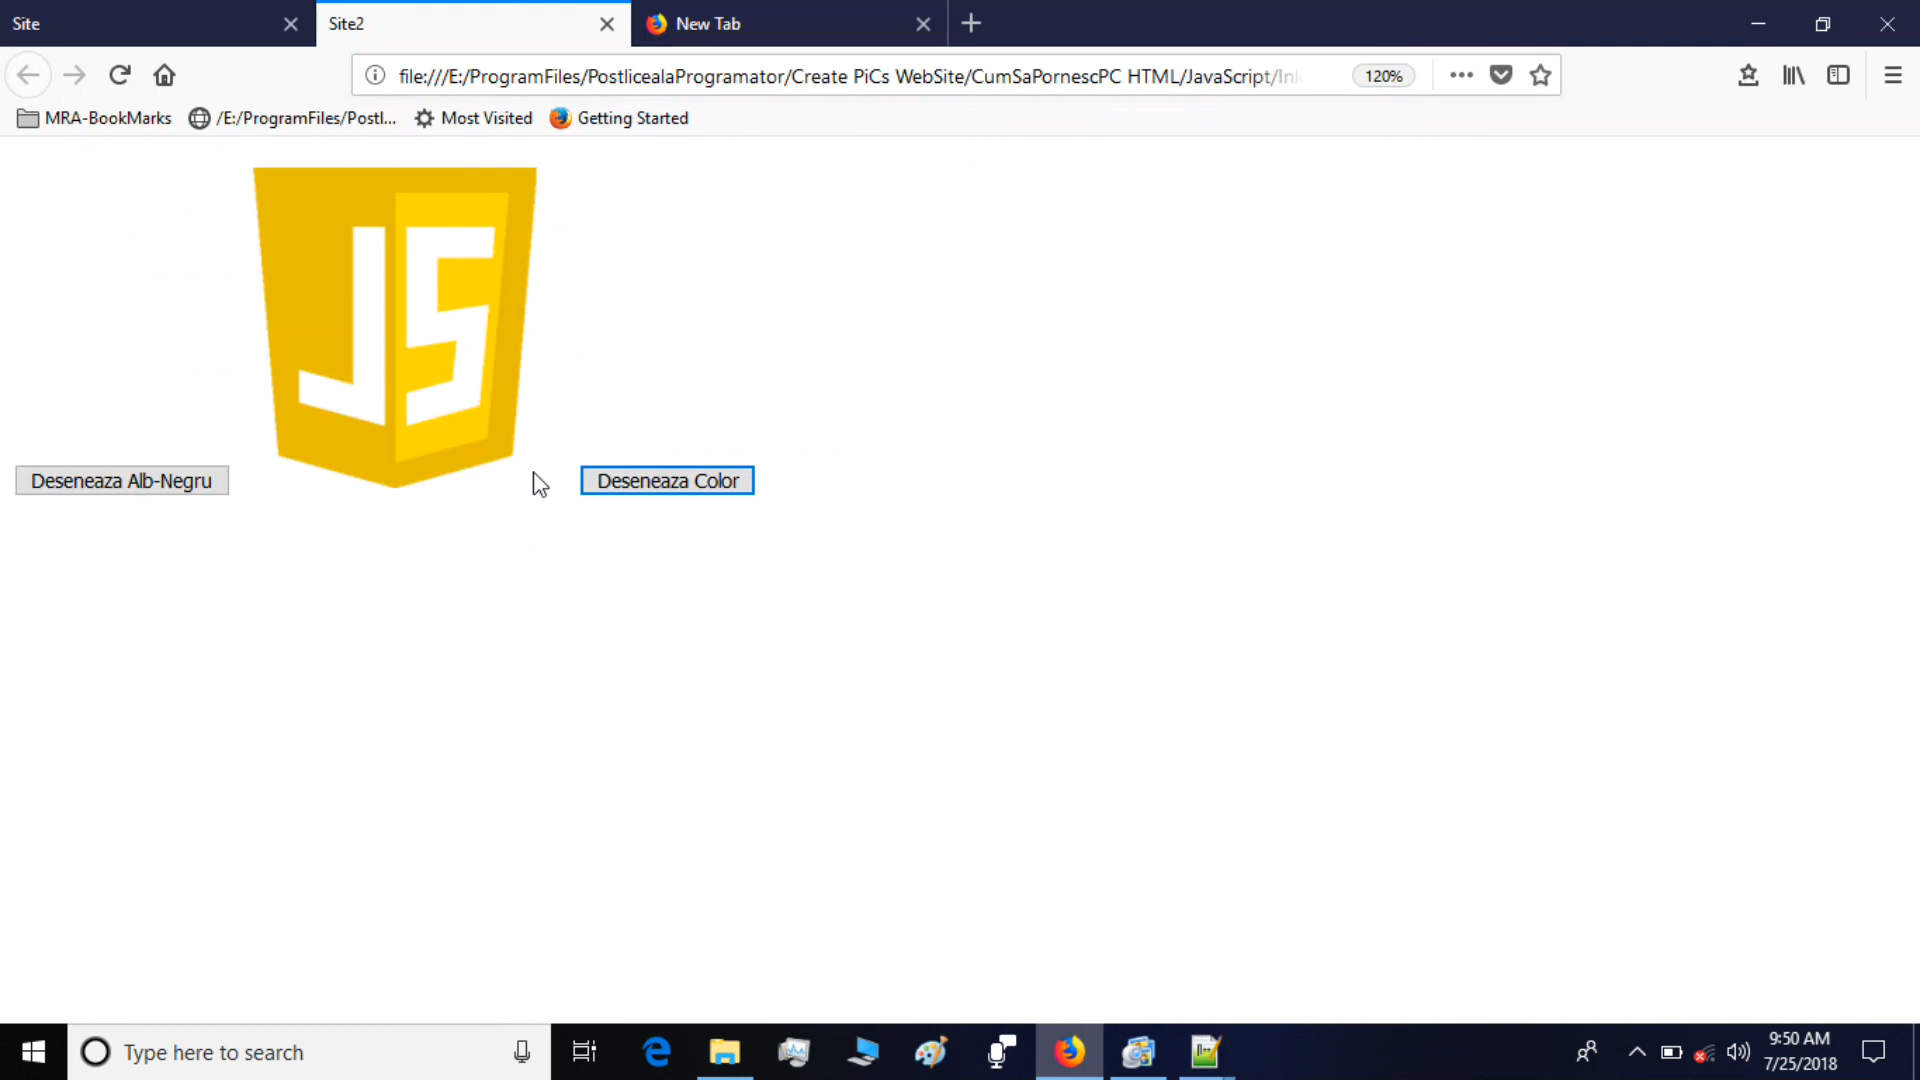 Site
Site2
New Tab
file:///E:/ProgramFiles/PostlicealaProgramator/Create PiCs WebSite/CumSaPornescPC HTML/JavaScript/In
120%
MRA-BookMarks
/E:/ProgramFiles/Postl...
Most Visited
Getting Started
JS
Deseneaza Alb-Negru
Deseneaza Color
Type here to search
9:50 AM
7/25/2018